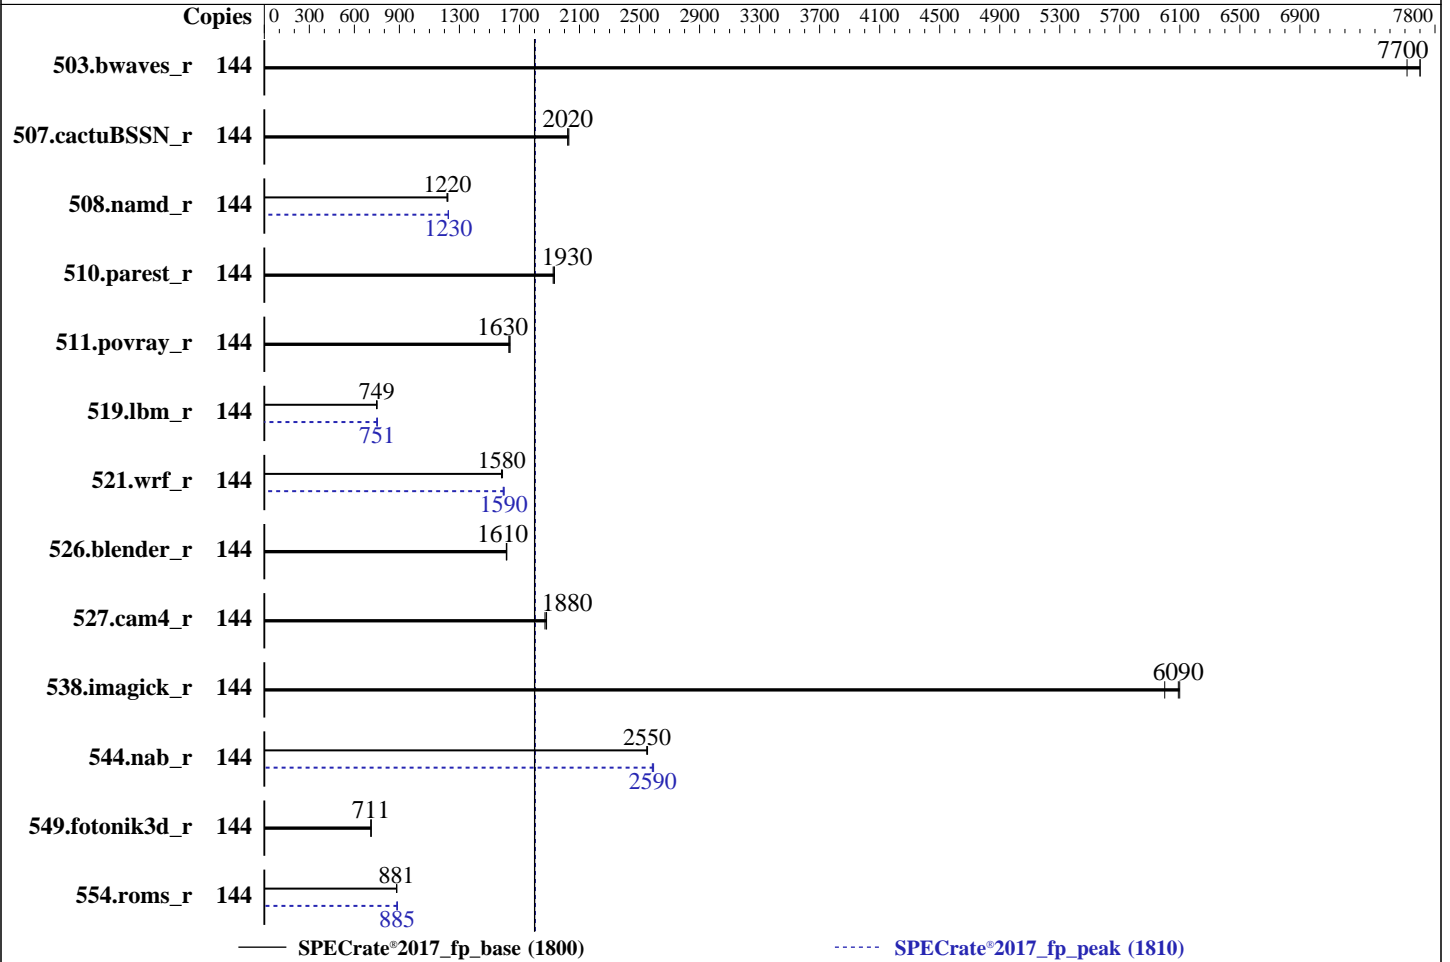 Copies 0 300 600 900 1300 1700 2100 2500 2900 3300 3700 4100 4500 4900 5300 5700 6100 6500 6900 7800
503.bwaves_r 144 7700
507.cactuBSSN_r 144 2020
508.namd_r 144 1220
1230
510.parest_r 144 1930
511.povray_r 144 1630
519.lbm_r 144 749
751
521.wrf_r 144 1580
1590
526.blender_r 144 1610
527.cam4_r 144 1880
538.imagick_r 144 6090
544.nab_r 144 2550
2590
549.fotonik3d_r 144 711
554.roms_r 144 881
885
SPECrate®2017_fp_base (1800) SPECrate®2017_fp_peak (1810)